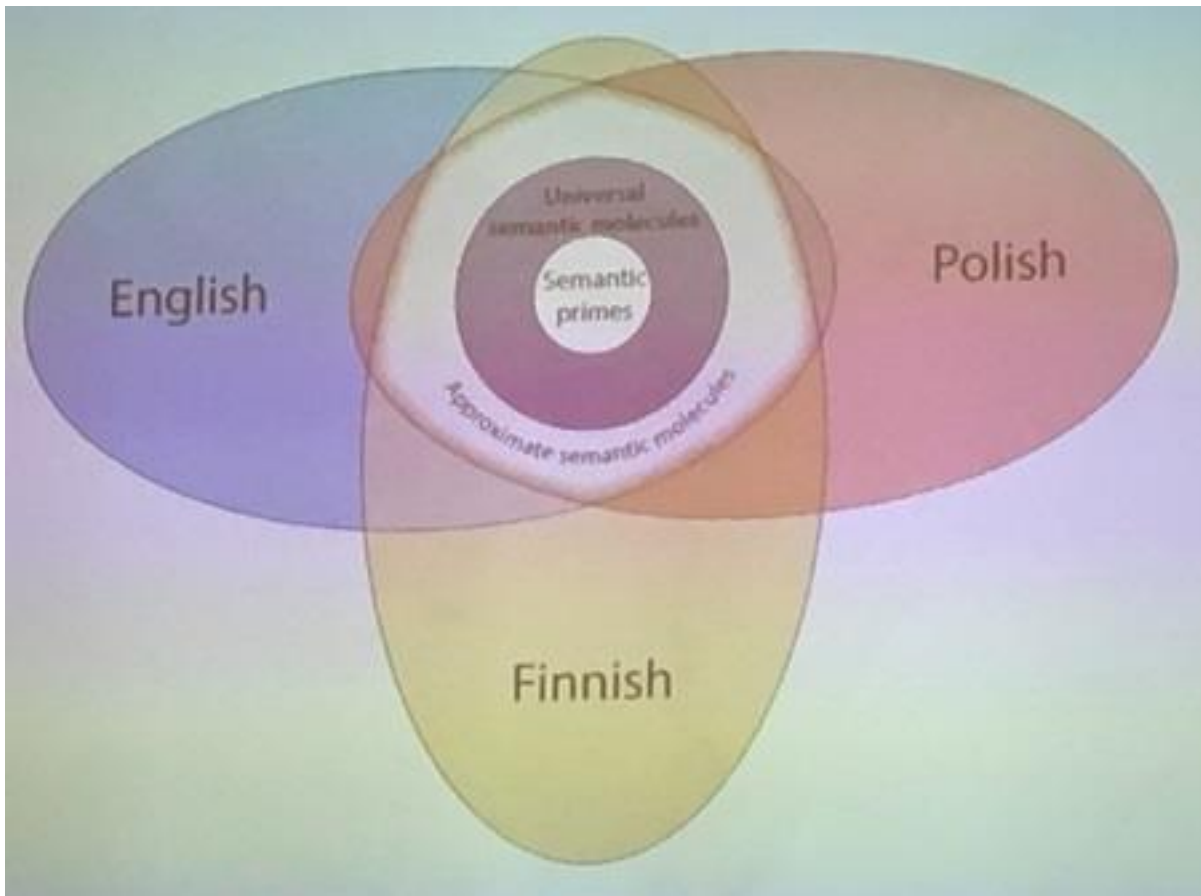 English
Polish
Universal
semantic molecules
Semantic
primes
Approximate semantic molecules
Finnish